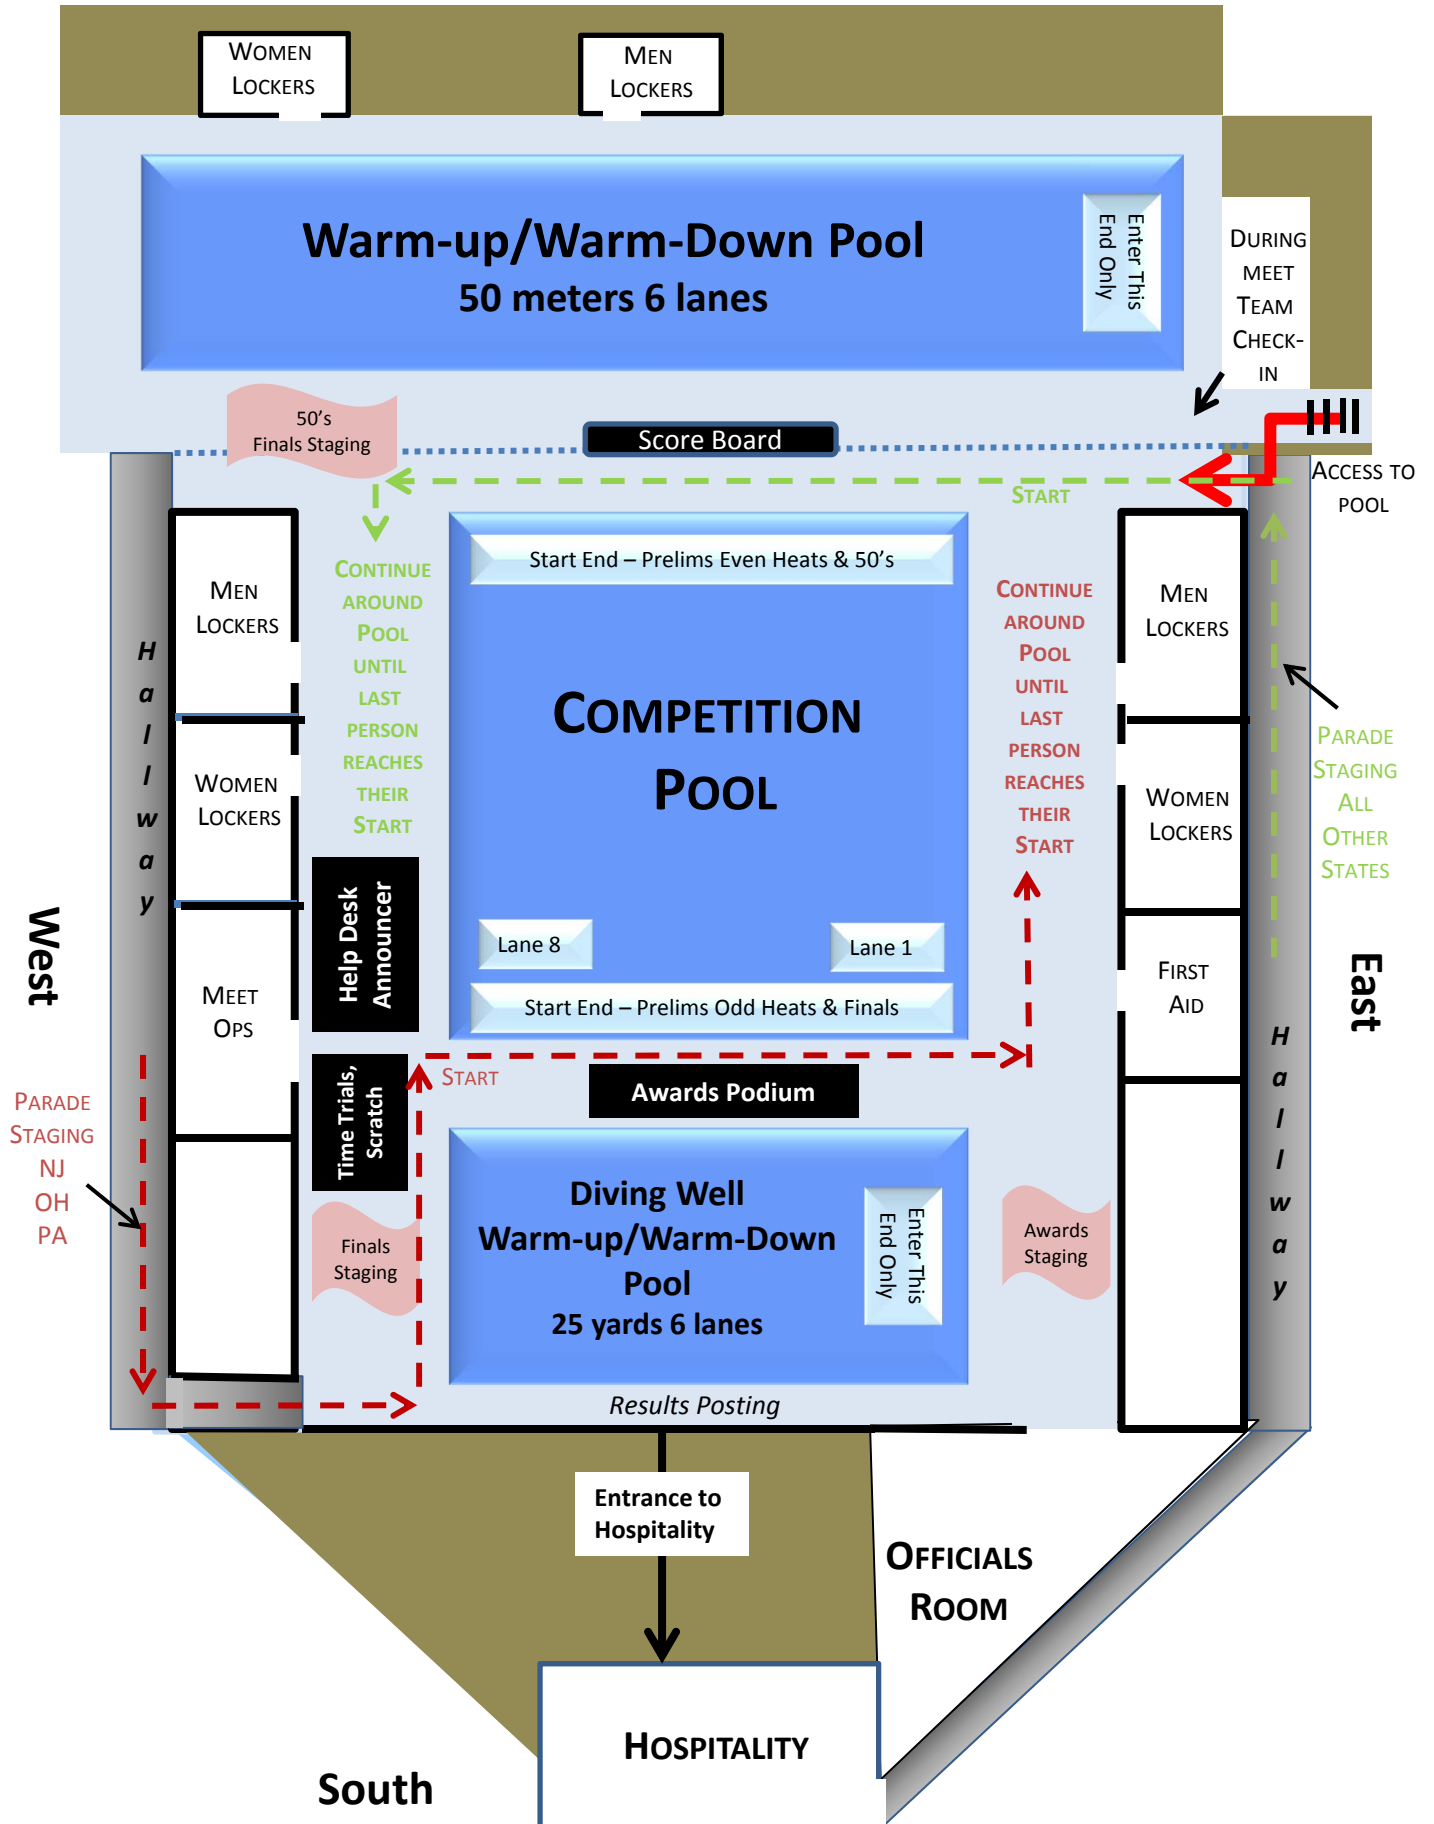 WOMEN
LOCKERS
MEN
LOCKERS
Warm-up/Warm-Down Pool
50 meters 6 lanes
Enter This
End Only
DURING
MEET
TEAM
CHECK-
IN
50's
Finals Staging
Score Board
ACCESS TO
POOL
START
Start End – Prelims Even Heats & 50's
MEN
LOCKERS
CONTINUE
AROUND
POOL
UNTIL
LAST
PERSON
REACHES
THEIR
START
CONTINUE
AROUND
POOL
UNTIL
LAST
PERSON
REACHES
THEIR
START
MEN
LOCKERS
Hallway
COMPETITION
POOL
PARADE
STAGING
ALL
OTHER
STATES
WOMEN
LOCKERS
WOMEN
LOCKERS
West
Help Desk
Announcer
Lane 8
Lane 1
East
MEET
OPS
FIRST
AID
Start End – Prelims Odd Heats & Finals
Hallway
START
Time Trials,
Scratch
Awards Podium
PARADE
STAGING
NJ
OH
PA
Diving Well
Warm-up/Warm-Down
Pool
25 yards 6 lanes
Enter This
End Only
Finals
Staging
Awards
Staging
Results Posting
Entrance to
Hospitality
OFFICIALS
ROOM
HOSPITALITY
South